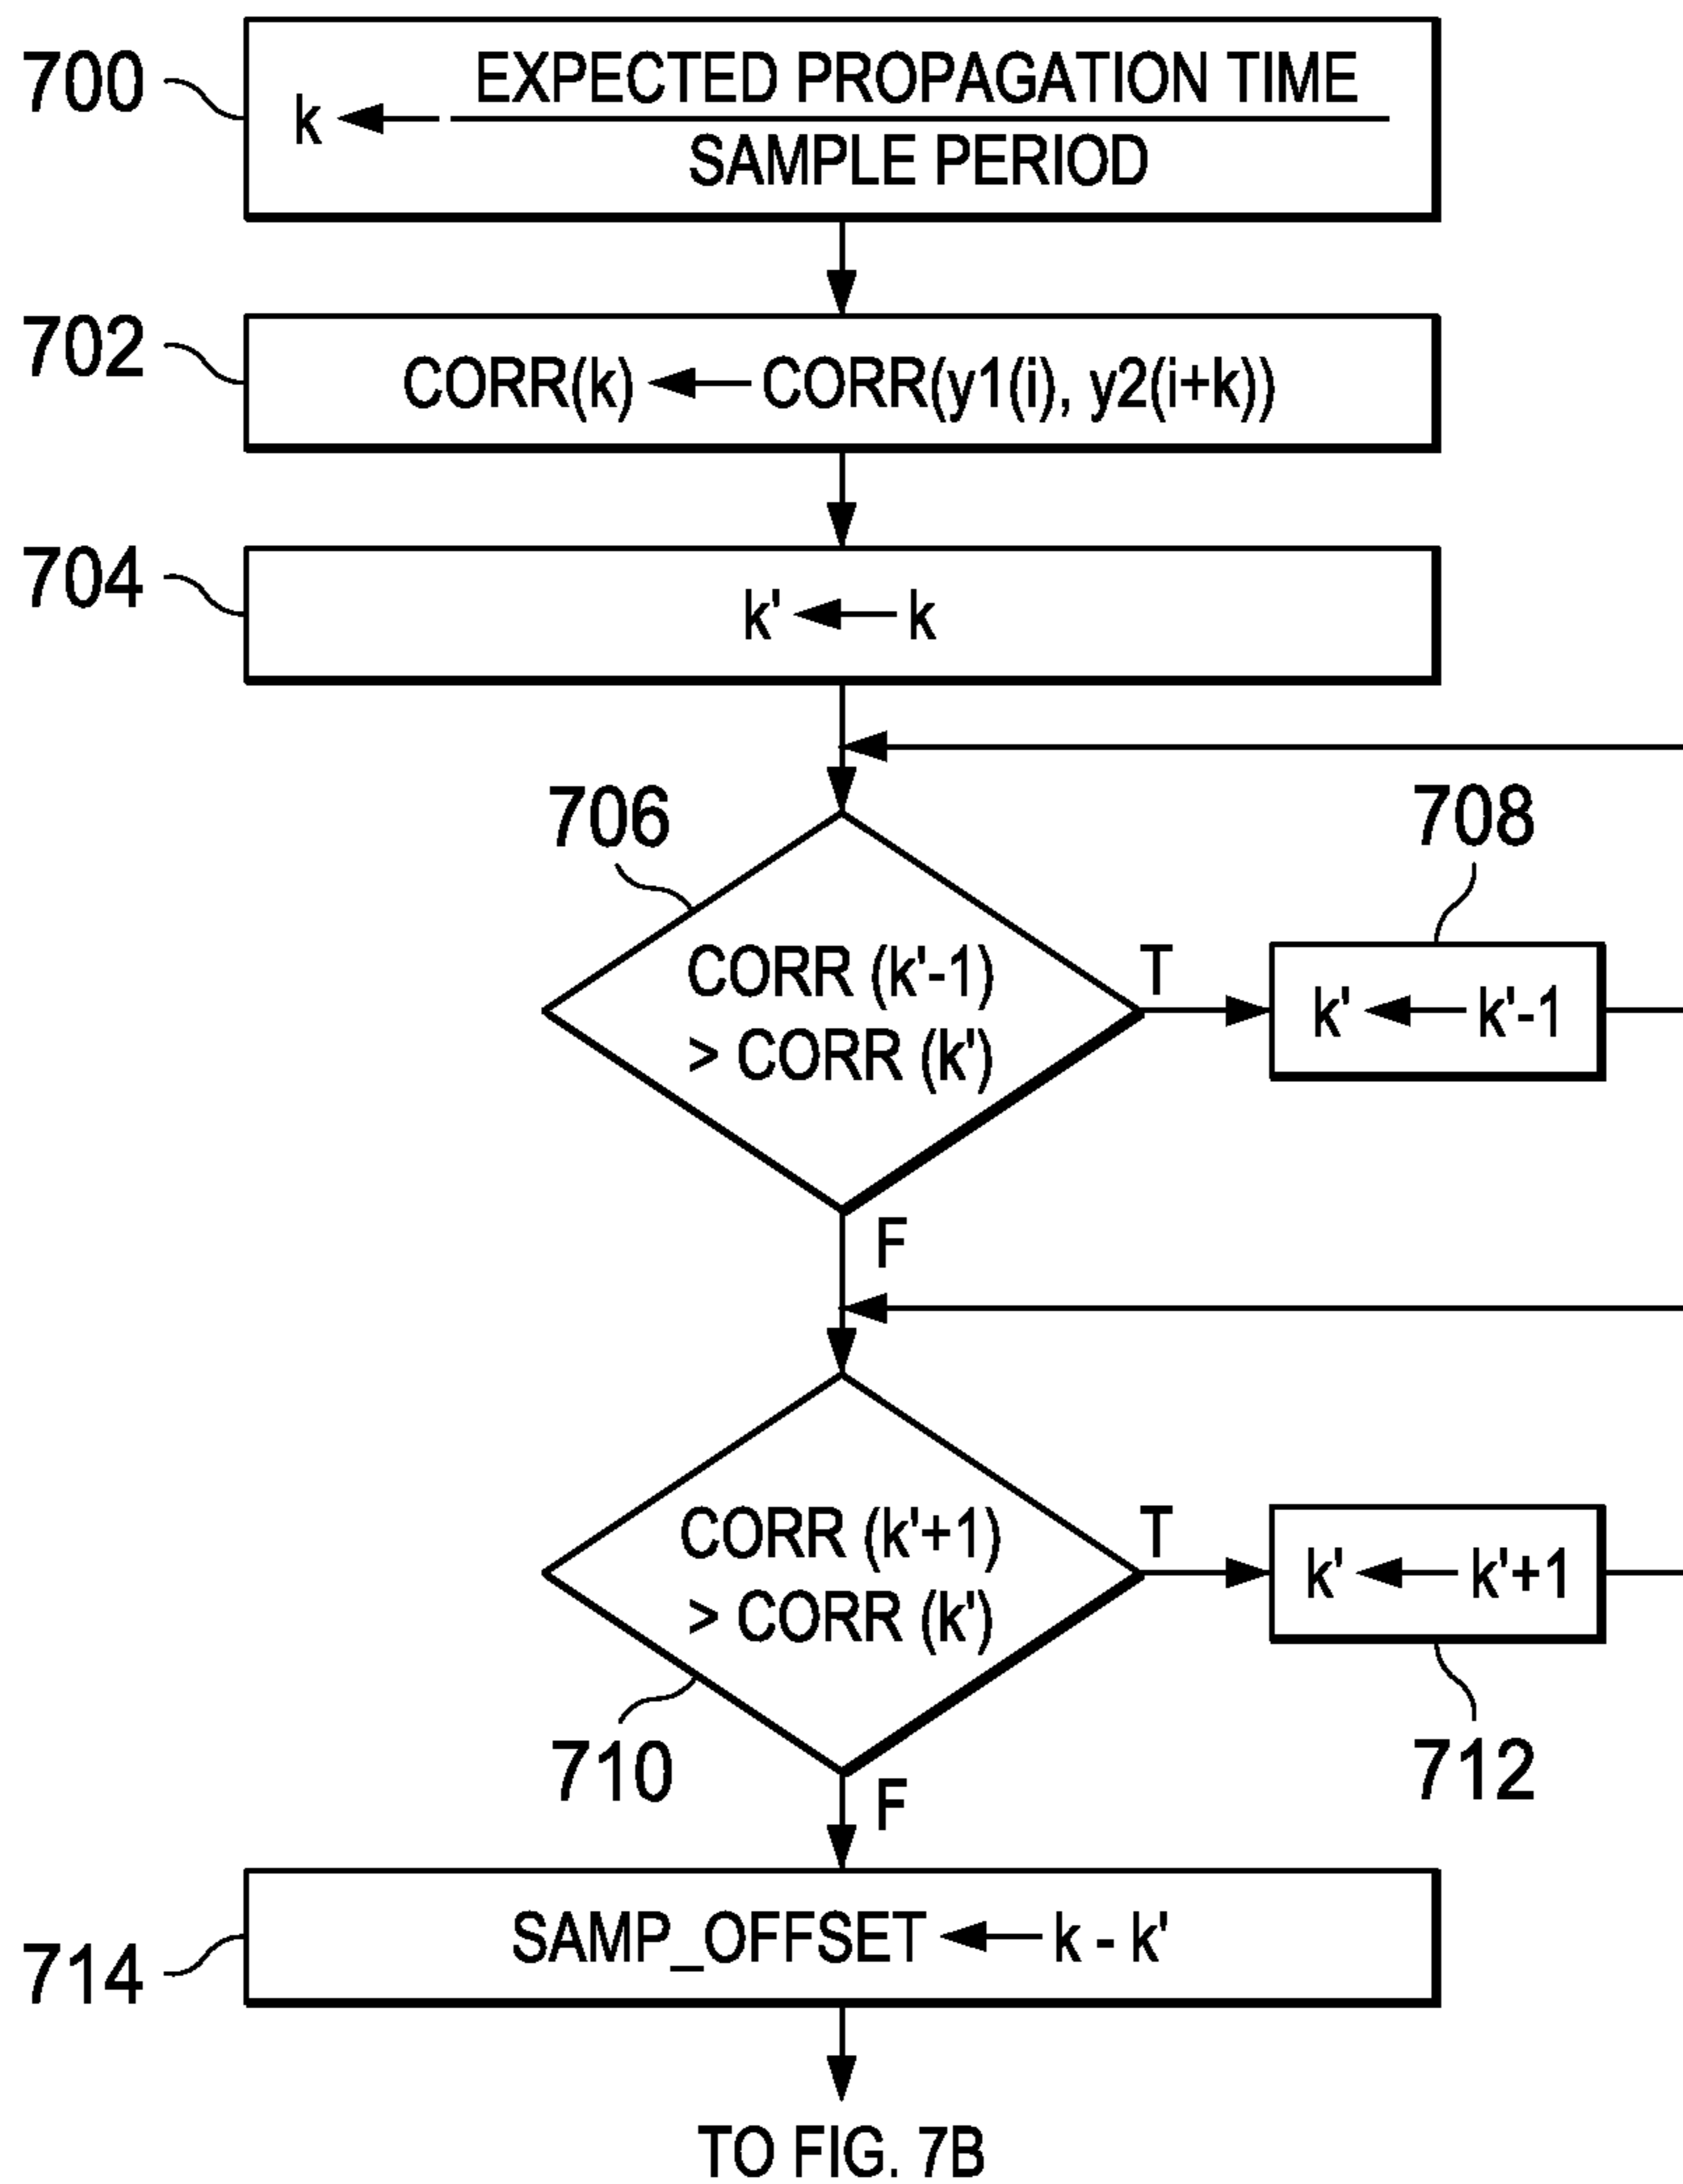 700
k ← EXPECTED PROPAGATION TIME
SAMPLE PERIOD
702
CORR(k) ← CORR(y1(i), y2(i+k))
704
k' ← k
706
708
CORR (k'-1)
> CORR (k')
T
k' ← k'-1
F
CORR (k'+1)
> CORR (k')
T
k' ← k'+1
710
712
F
714
SAMP_OFFSET ← k - k'
TO FIG. 7B